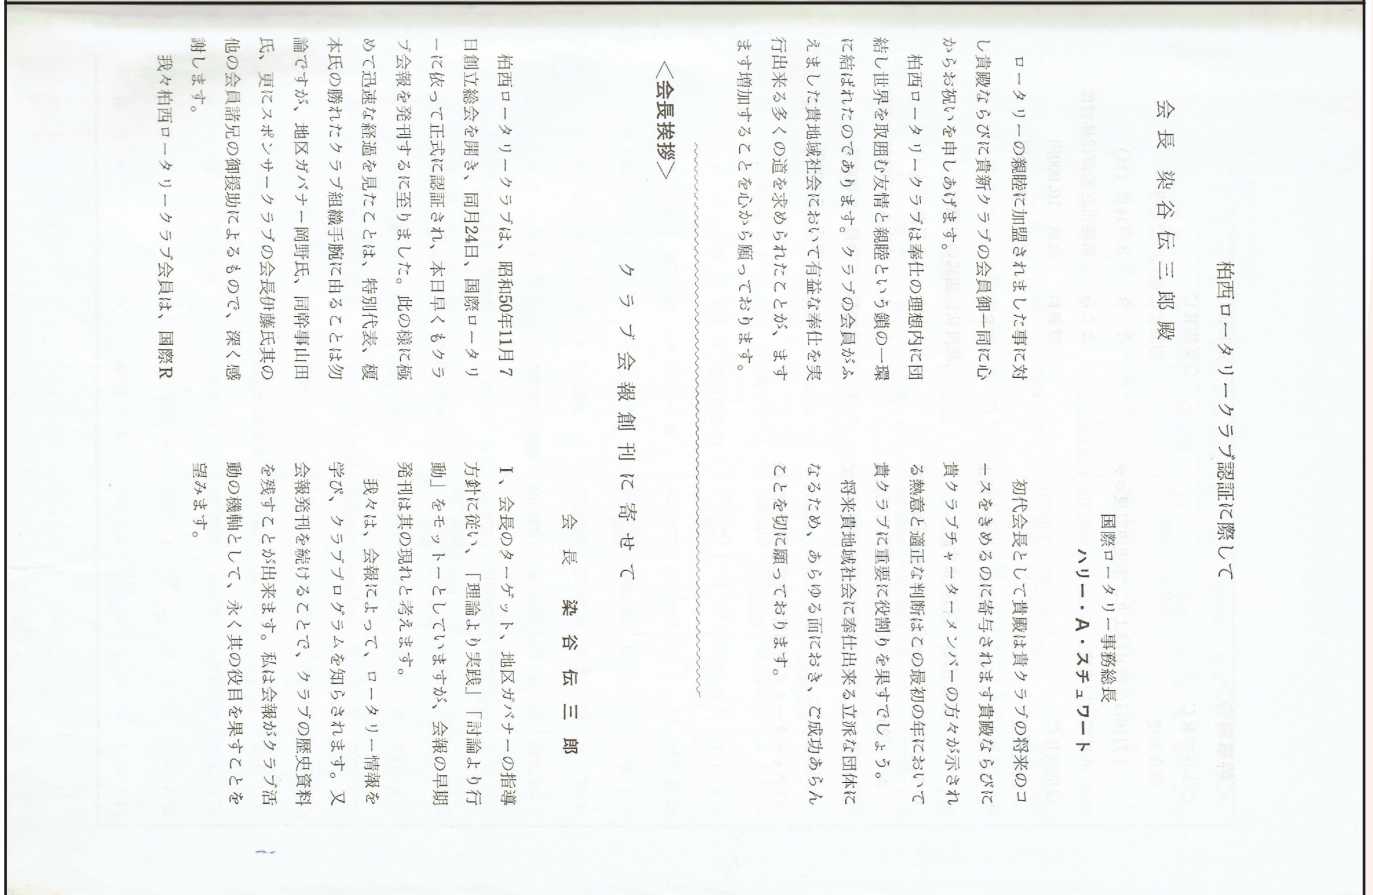 柏西ロータリークラブ認証に際して
会長 染谷伝三郎殿
国際ロータリー事務総長
ハリー・A・スチュワート
ロータリーの親睦に加盟されました事に対
し貴殿ならびに貴新クラブの会員御一同に心
からお祝いを申しあげます。
柏西ロータリークラブは奉仕の理想内に団
結し世界を取囲む友情と親睦という鎖の一環
に結ばれたのであります。クラブの会員がふ
えました貴地域社会において有益な奉仕を実
行出来る多くの道を求められたことが、ます
ます増加することを心から願っております。
初代会長として貴殿は貴クラブの将来のコ
ースをきめるのに寄与されます貴殿ならびに
貴クラブチャーターメンバーの方々が示され
る熱意と適正な判断はこの最初の年において
貴クラブに重要に役割りを果すでしょう。
将来貴地域社会に奉仕出来る立派な団体に
なるため、あらゆる面におき、ご成功あらん
ことを切に願っております。
<会長挨拶>
クラブ会報創刊に寄せて
会長 染谷伝三郎
柏西ロータリークラブは、昭和50年11月7
日創立総会を開き、同月24日、国際ロータリ
ーに依って正式に認証され、本日早くもクラ
ブ会報を発刊するに至りました。此の様に極
めて迅速な経過を見たことは、特別代表、榎
本氏の勝れたクラブ組織手腕に由ることは勿
論ですが、地区ガバナー岡野氏、同幹事山田
氏、更にスポンサークラブの会長伊藤氏其の
他の会員諸兄の御援助によるもので、深く感
謝します。
我々柏西ロータリークラブ会員は、国際R
I、会長のターゲット、地区ガバナーの指導
方針に従い、「理論より実践」「討論より行
動」をモットーとしていますが、会報の早期
発刊は其の現れと考えます。
我々は、会報によって、ロータリー情報を
学び、クラブプログラムを知らされます。又
会報発刊を続けることで、クラブの歴史資料
を残すことが出来ます。私は会報がクラブ活
動の機軸として、永く其の役目を果すことを
望みます。